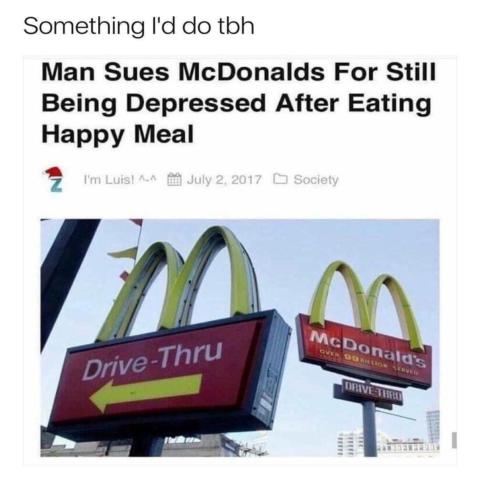 Something I'd do tbh
Man Sues McDonalds For Still
Being Depressed After Eating
Happy Meal
I'm Luis! ^-^ July 2, 2017 Society
Drive-Thru
McDonald's
OVER 99 BILLION SERVED
DRIVE-THRU